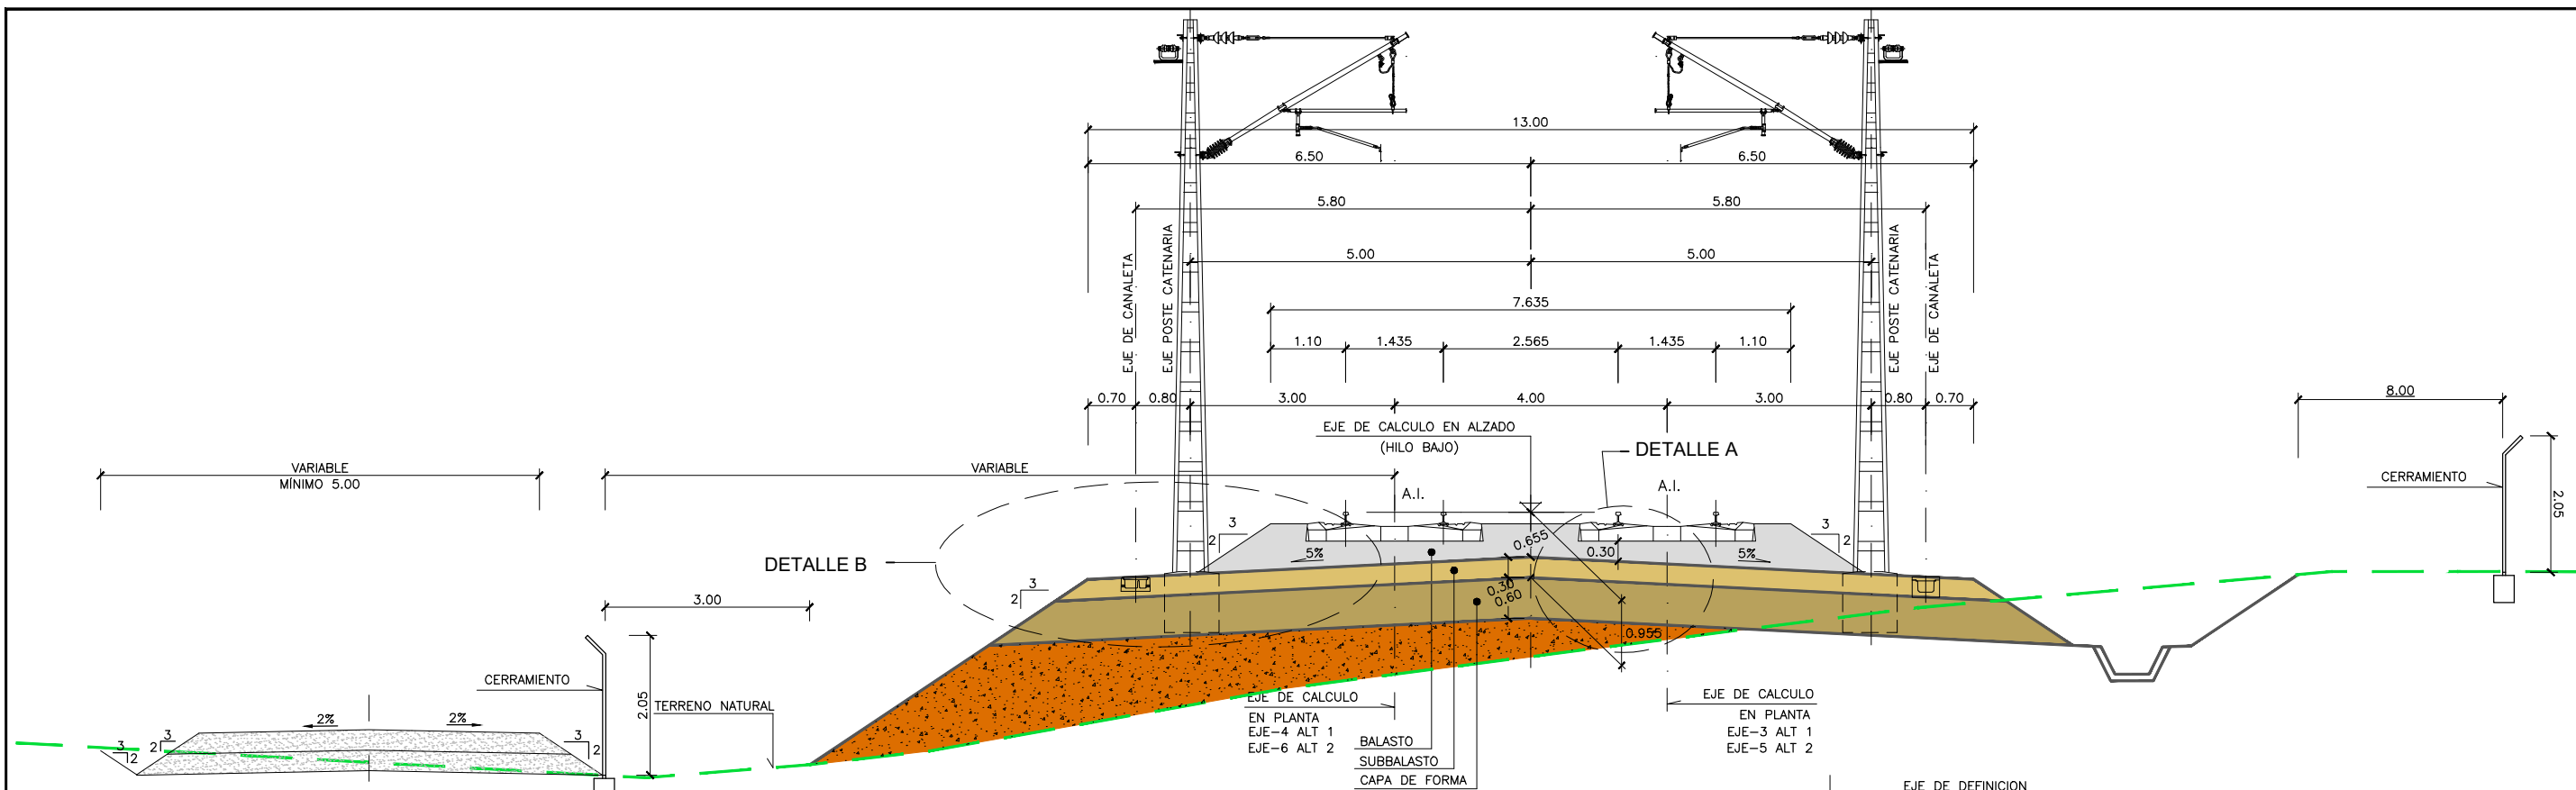 13.00
6.50 6.50
5.80 5.80
EJE DE CANALETA
EJE POSTE CATENARIA
EJE POSTE CATENARIA
EJE DE CANALETA
5.00 5.00
7.635
1.10 1.435 2.565 1.435 1.10
0.70 0.80 3.00 4.00 3.00 0.80 0.70
8.00
EJE DE CALCULO EN ALZADO
(HILO BAJO)
DETALLE A
VARIABLE
MÍNIMO 5.00
VARIABLE
CERRAMIENTO
2.05
A.I.
A.I.
3
2
3
2
5%
0.655
0.30
5%
DETALLE B
3
2
0.30
0.60
3.00
0.955
CERRAMIENTO
2.05
TERRENO NATURAL
EJE DE CALCULO
EN PLANTA
EJE-4 ALT 1
EJE-6 ALT 2
EJE DE CALCULO
EN PLANTA
EJE-3 ALT 1
EJE-5 ALT 2
2% 2%
3
2
3
2
3
2
BALASTO
SUBBALASTO
CAPA DE FORMA
EJE DE DEFINICION